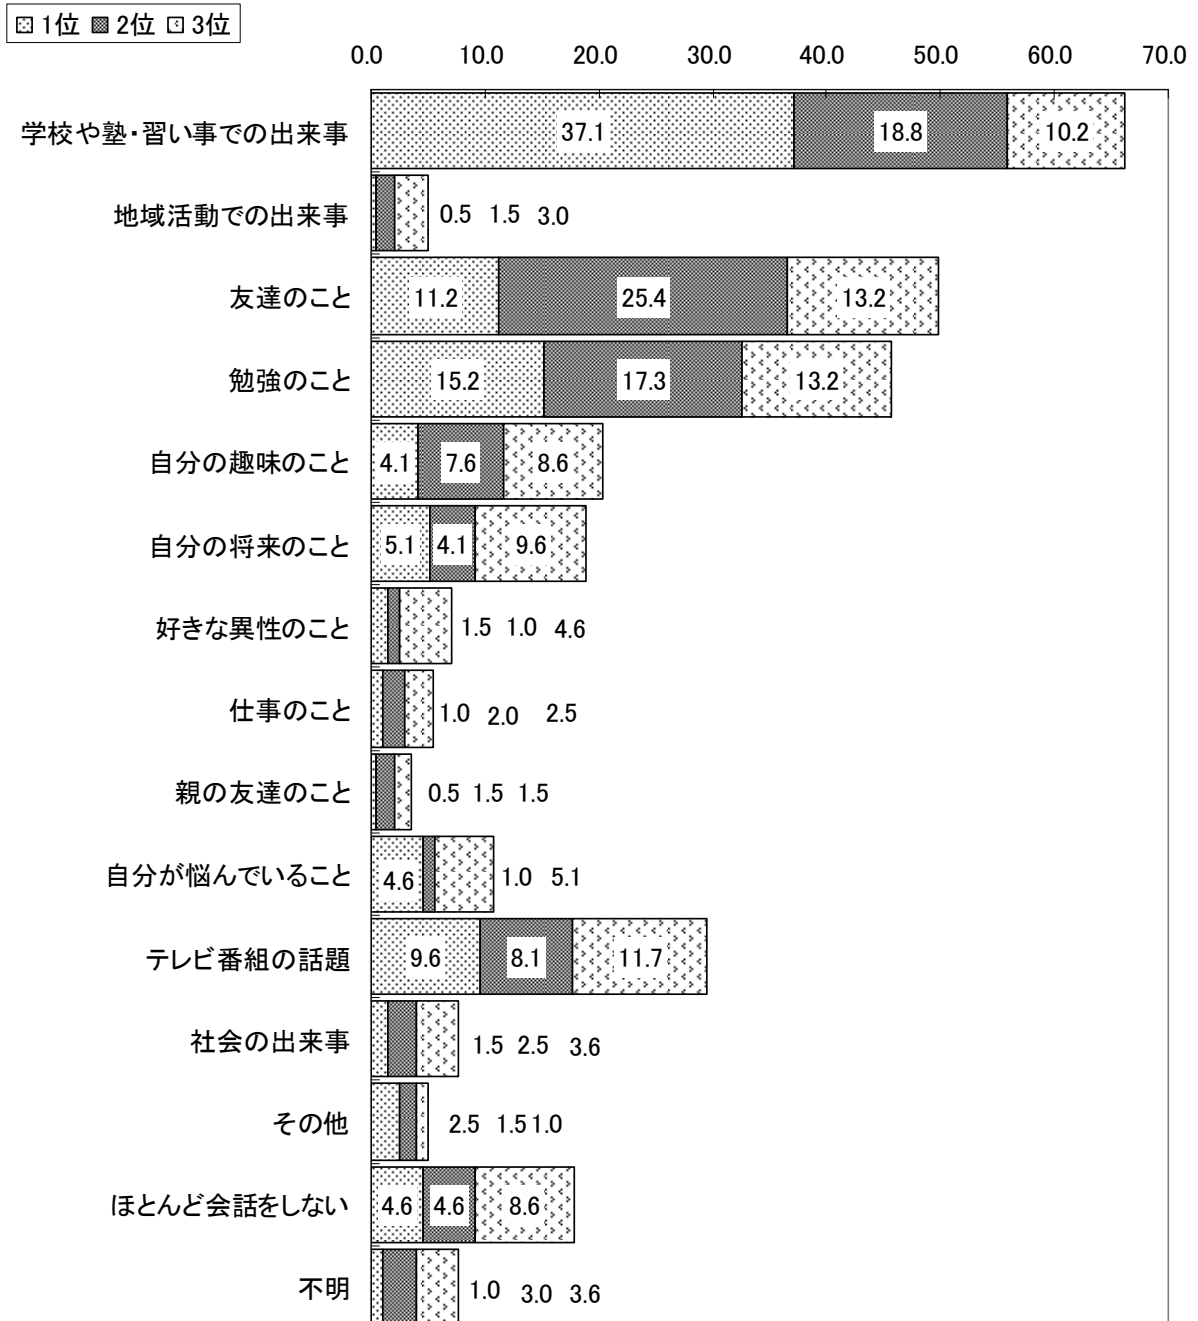 1位 2位 3位
0.0 10.0 20.0 30.0 40.0 50.0 60.0 70.0
学校や塾・習い事での出来事 37.1 18.8 10.2
地域活動での出来事 0.5 1.5 3.0
友達のこと 11.2 25.4 13.2
勉強のこと 15.2 17.3 13.2
自分の趣味のこと 4.1 7.6 8.6
自分の将来のこと 5.1 4.1 9.6
好きな異性のこと 1.5 1.0 4.6
仕事のこと 1.0 2.0 2.5
親の友達のこと 0.5 1.5 1.5
自分が悩んでいること 4.6 1.0 5.1
テレビ番組の話題 9.6 8.1 11.7
社会の出来事 1.5 2.5 3.6
その他 2.5 1.5 1.0
ほとんど会話をしない 4.6 4.6 8.6
不明 1.0 3.0 3.6